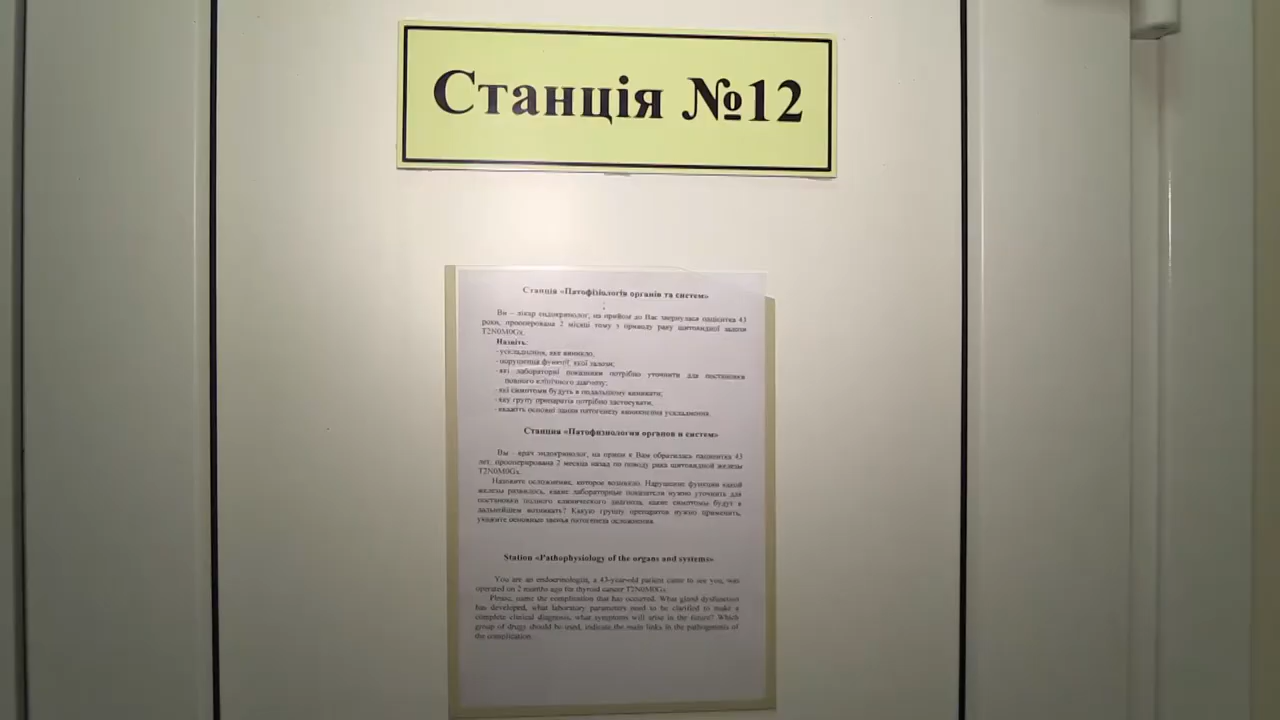 Станція №12
Станція «Патофізіологія органів та систем»
Ви – лікар ендокринолог, на прийом до Вас звернулася пацієнтка 43
роки, прооперована 2 місяці тому з приводу раку щитовидної залози
T2N0M0Gx.
Назвіть:
- ускладнення, яке виникло;
- порушення функції, якої залози;
- які лабораторні показники потрібно уточнити для постановки
повного клінічного діагнозу;
- які симптоми будуть в подальшому виникати;
- яку групу препаратів потрібно застосувати,
- вкажіть основні ланки патогенезу виникнення ускладнення.
Станция «Патофизиология органов и систем»
Вы – врач эндокринолог, на прием к Вам обратилась пациентка 43
лет, прооперирована 2 месяца назад по поводу рака щитовидной железы
T2N0M0Gx.
Назовите осложнение, которое возникло. Нарушение функции какой
железы развилось, какие лабораторные показатели нужно уточнить для
постановки полного клинического диагноза, какие симптомы будут в
дальнейшем возникать? Какую группу препаратов нужно применить,
укажите основные звенья патогенеза осложнения.
Station «Pathophysiology of the organs and systems»
You are an endocrinologist, a 43-year-old patient came to see you, was
operated on 2 months ago for thyroid cancer T2N0M0Gx.
Please, name the complication that has occurred. What gland dysfunction
has developed, what laboratory parameters need to be clarified to make a
complete clinical diagnosis, what symptoms will arise in the future? Which
group of drugs should be used, indicate the main links in the pathogenesis of
the complication.